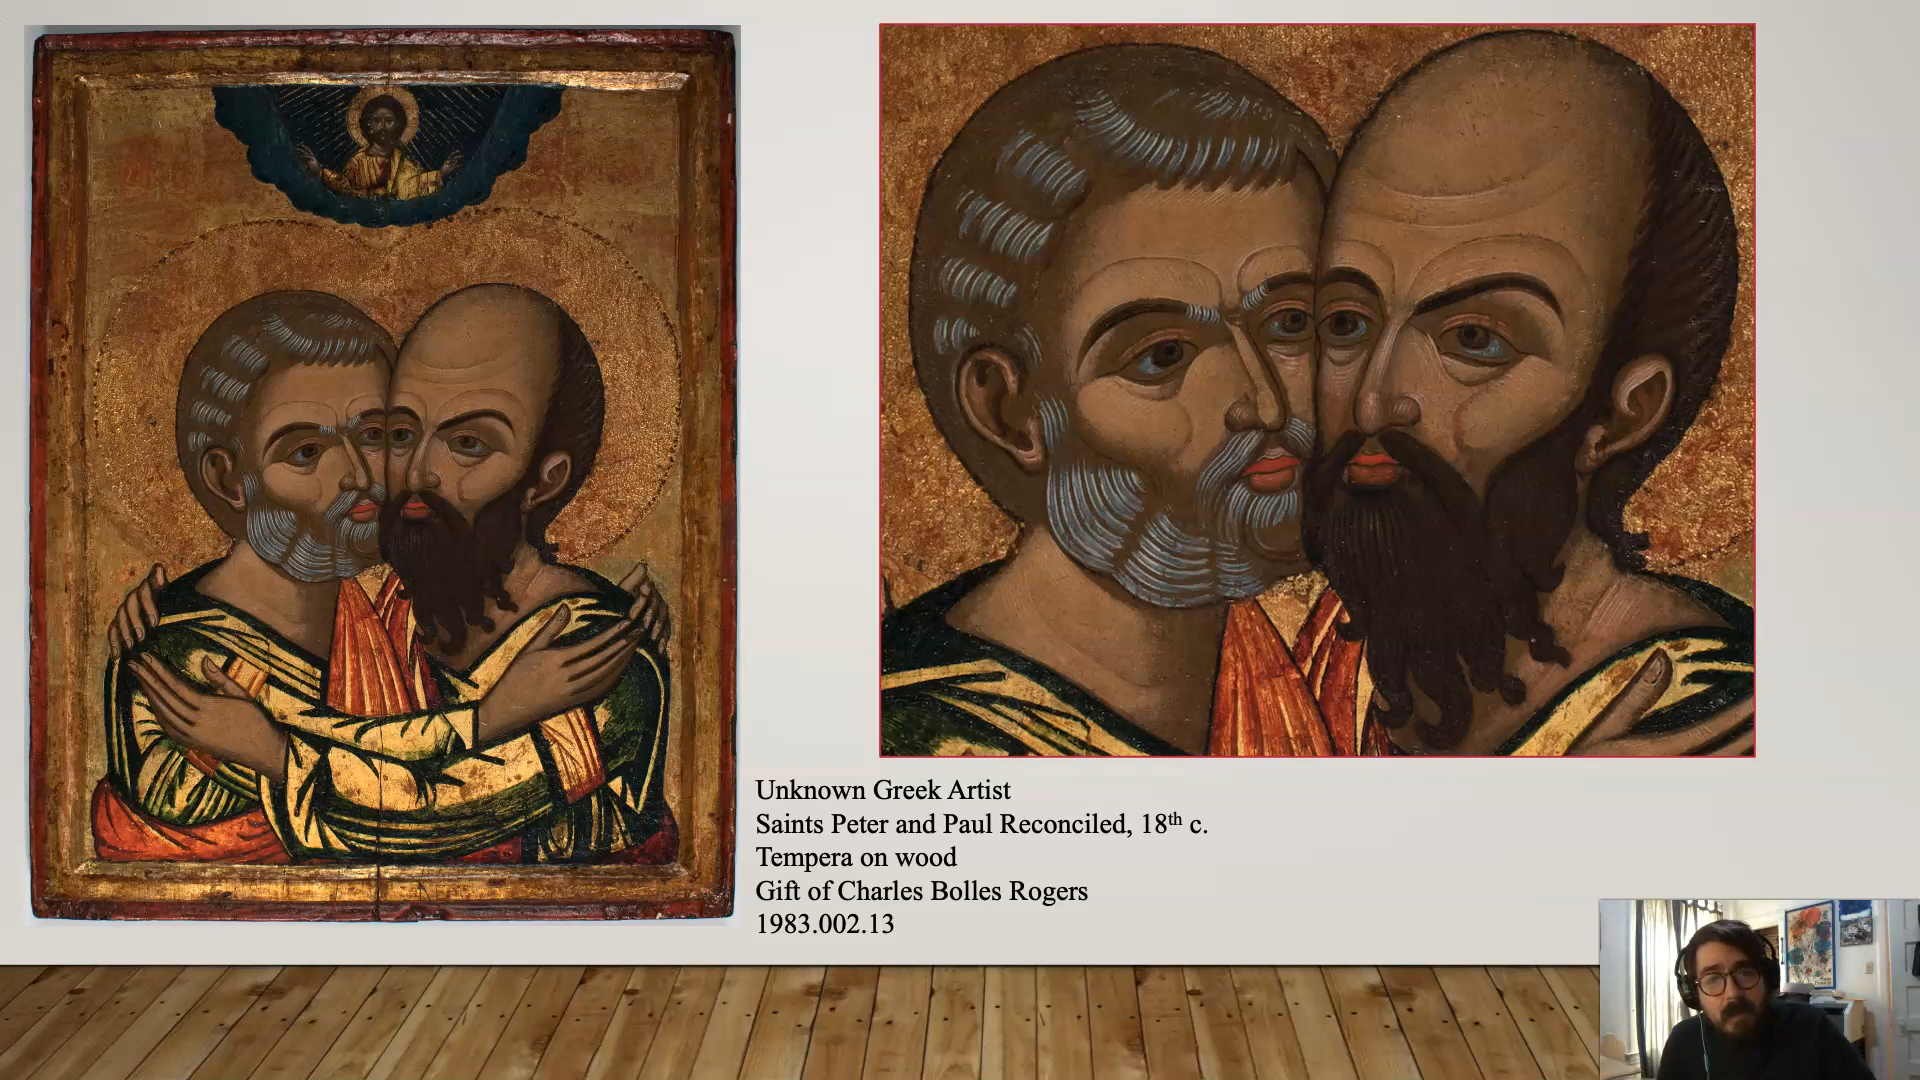 Unknown Greek Artist
Saints Peter and Paul Reconciled, 18th c.
Tempera on wood
Gift of Charles Bolles Rogers
1983.002.13